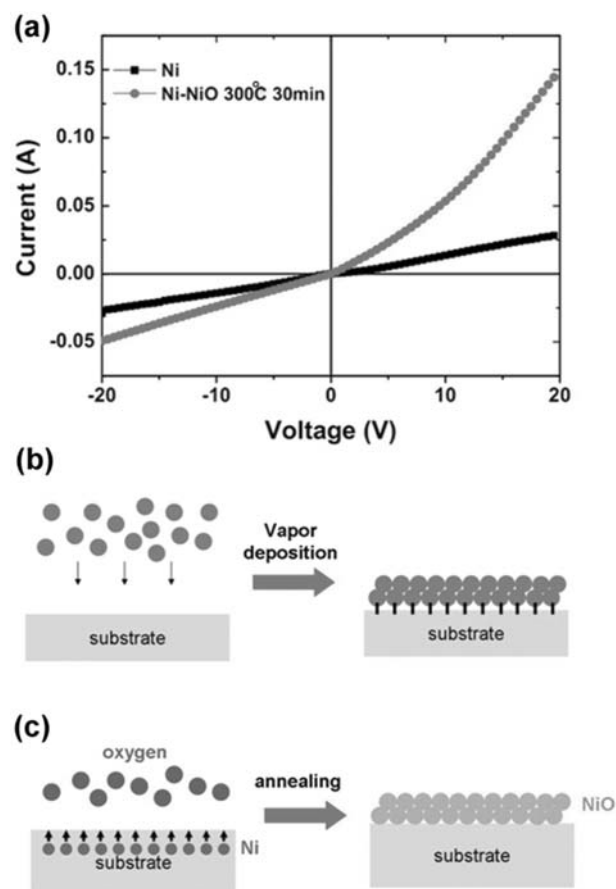 (a)
0.15
0.10
0.05
0.00
-0.05
Current (A)
Ni
Ni-NiO 300°C 30min
-20
-10
0
10
20
Voltage (V)
(b)
Vapor
deposition
substrate
substrate
(c)
oxygen
annealing
Ni
substrate
NiO
substrate